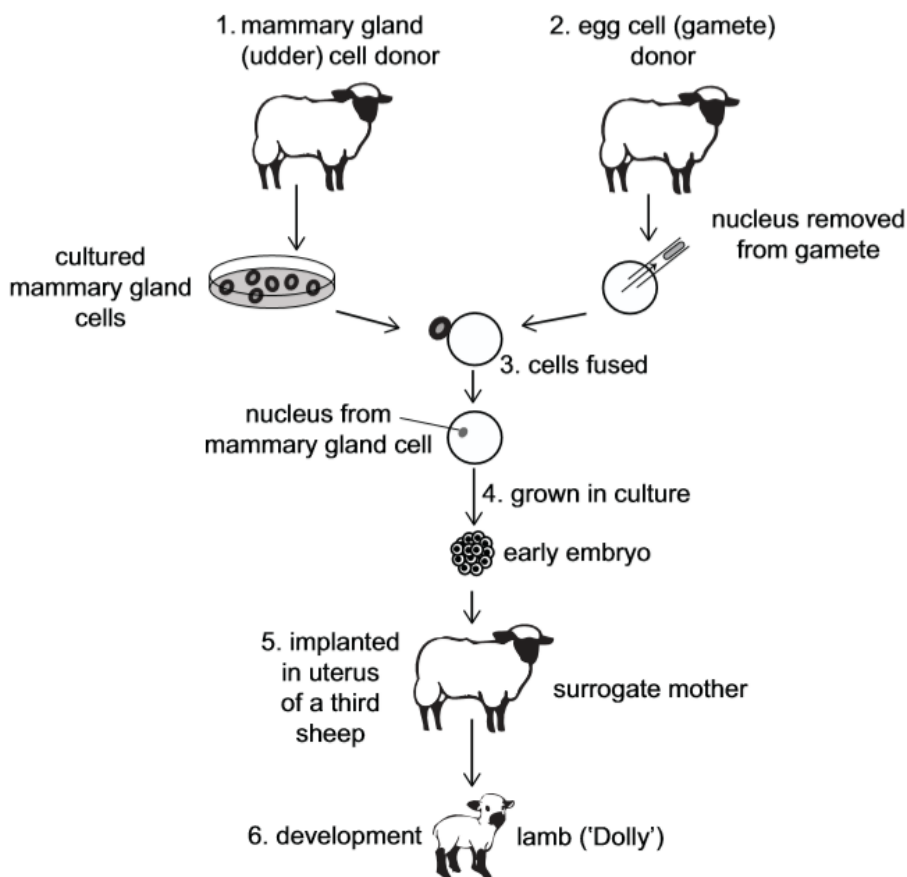 1. mammary gland
(udder) cell donor
2. egg cell (gamete)
donor
nucleus removed
from gamete
cultured
mammary gland
cells
3. cells fused
nucleus from
mammary gland cell
4. grown in culture
early embryo
5. implanted
in uterus
of a third
sheep
surrogate mother
6. development
lamb ('Dolly')